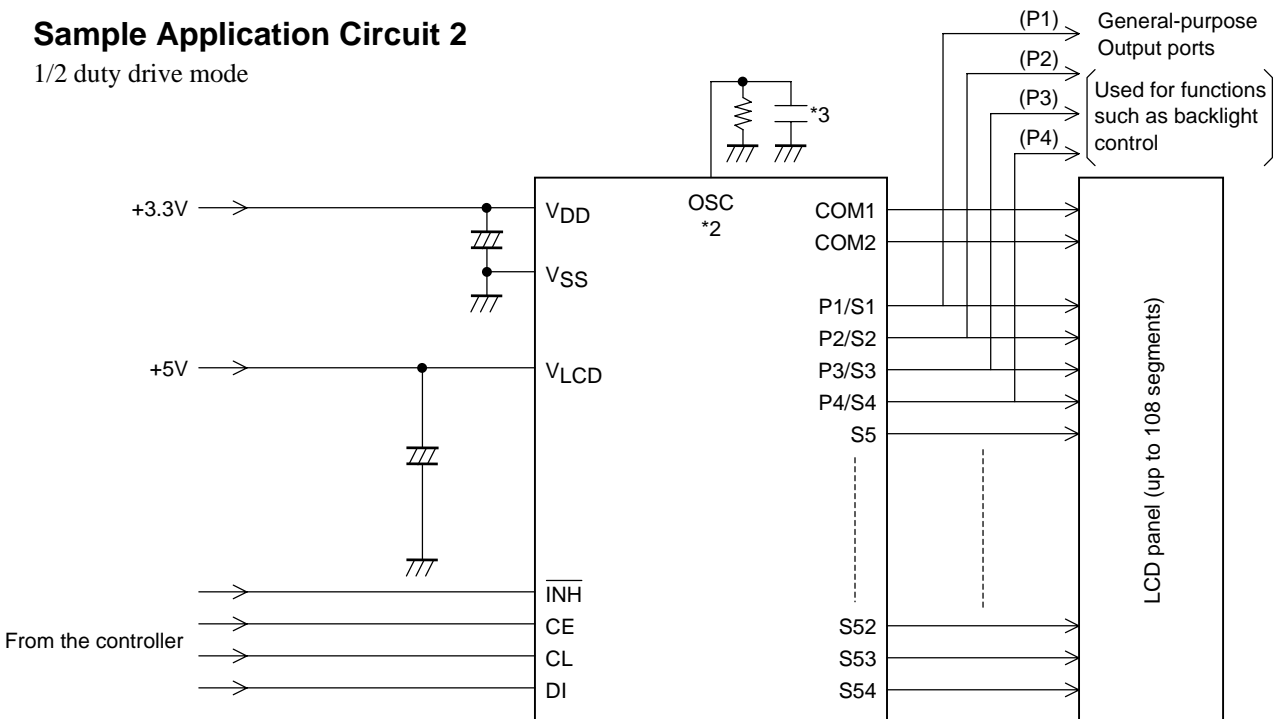 Sample Application Circuit 2
1/2 duty drive mode
(P1)
General-purpose
Output ports
(P2)
(P3)
(P4)
Used for functions
such as backlight
control
*3
+3.3V
VDD
OSC
*2
COM1
COM2
VSS
P1/S1
P2/S2
P3/S3
P4/S4
S5
+5V
VLCD
LCD panel (up to 108 segments)
INH
From the controller
CE
CL
DI
S52
S53
S54